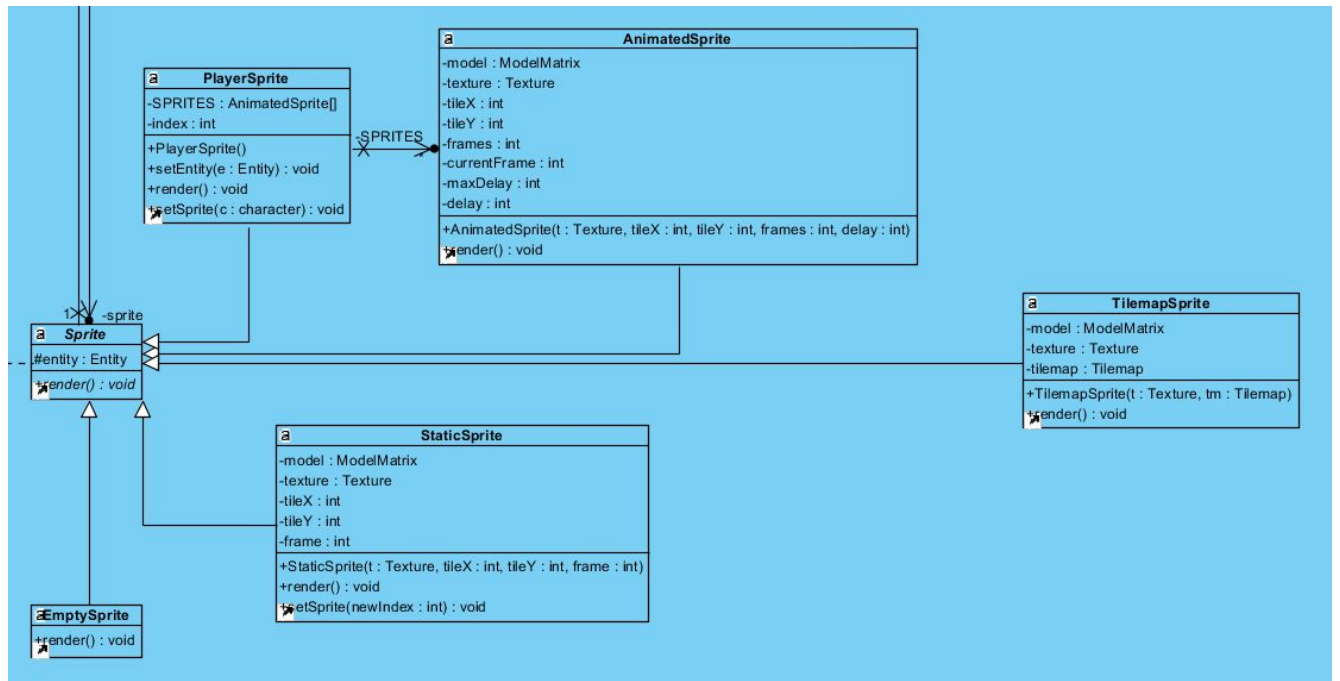 a PlayerSprite
-SPRITES : AnimatedSprite[]
-index : int
+PlayerSprite()
+setEntity(e : Entity) : void
+render() : void
+setSprite(c : character) : void
-SPRITES
a AnimatedSprite
-model : ModelMatrix
-texture : Texture
-tileX : int
-tileY : int
-frames : int
-currentFrame : int
-maxDelay : int
-delay : int
+AnimatedSprite(t : Texture, tileX : int, tileY : int, frames : int, delay : int)
+render() : void
1
-sprite
a Sprite
#entity : Entity
+render() : void
a TilemapSprite
-model : ModelMatrix
-texture : Texture
-tilemap : Tilemap
+TilemapSprite(t : Texture, tm : Tilemap)
+render() : void
a StaticSprite
-model : ModelMatrix
-texture : Texture
-tileX : int
-tileY : int
-frame : int
+StaticSprite(t : Texture, tileX : int, tileY : int, frame : int)
+render() : void
+setSprite(newIndex : int) : void
a EmptySprite
+render() : void